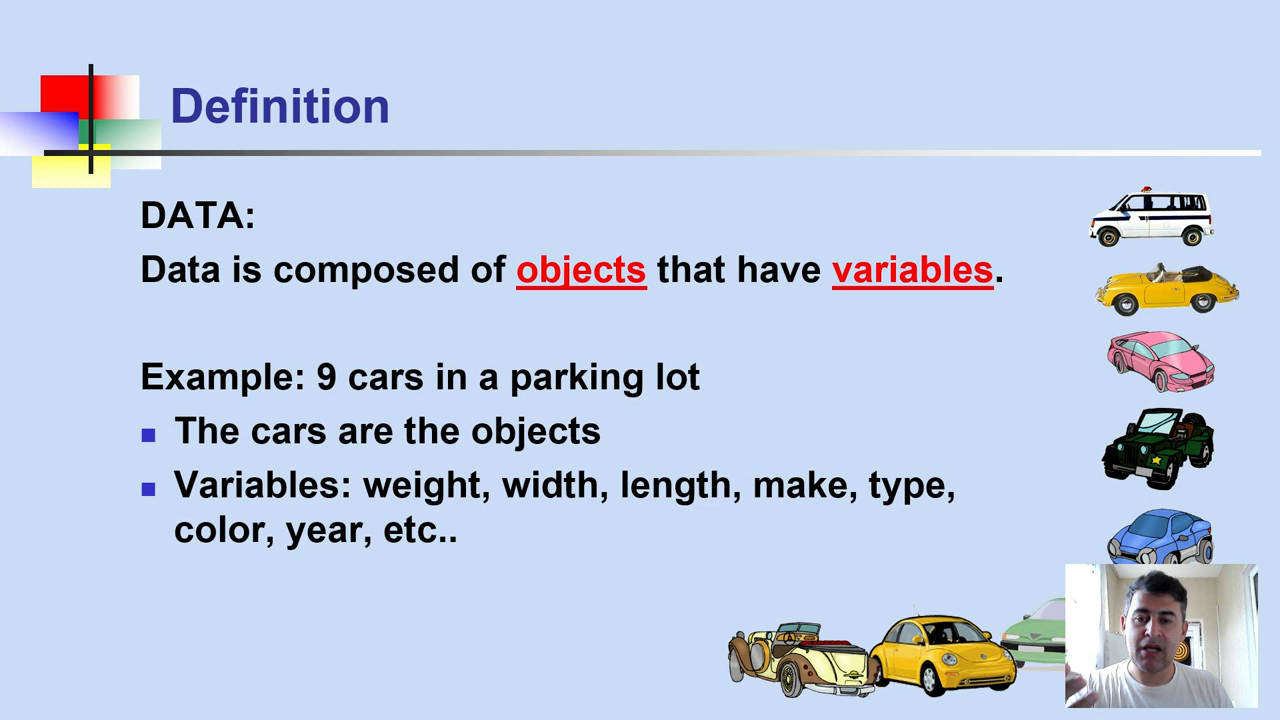 Definition
DATA:
Data is composed of objects that have variables.
Example: 9 cars in a parking lot
The cars are the objects
Variables: weight, width, length, make, type,
color, year, etc..